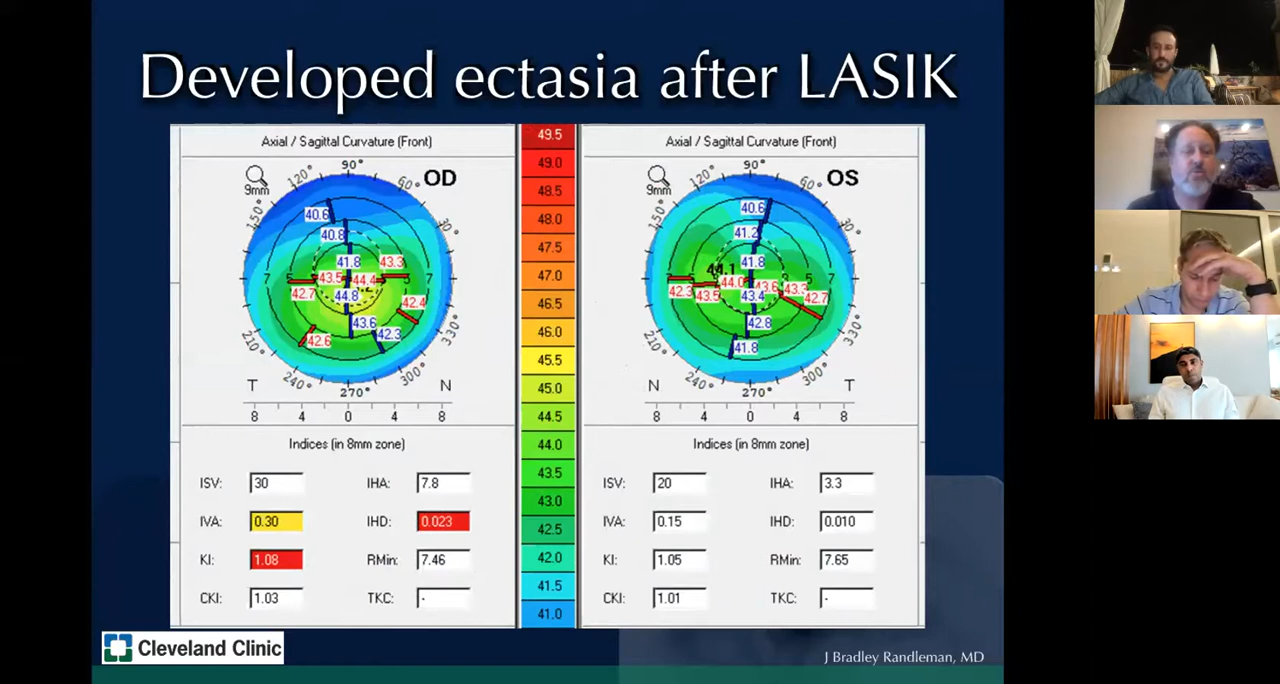 Developed ectasia after LASIK
Axial / Sagittal Curvature (Front)
9mm
OD
90°
120°
60°
150°
30°
210°
330°
240°
300°
270°
40.6
40.8
41.8
43.3
43.5
44.4
7
5
5
7
42.7
44.8
42.4
43.6
42.3
42.6
T
N
8 4 0 4 8
Indices (in 8mm zone)
ISV: 30 IHA: 7.8
IVA: 0.30 IHD: 0.023
KI: 1.08 RMin: 7.46
CKI: 1.03 TKC: -
49.5
49.0
48.5
48.0
47.5
47.0
46.5
46.0
45.5
45.0
44.5
44.0
43.5
43.0
42.5
42.0
41.5
41.0
Axial / Sagittal Curvature (Front)
9mm
OS
90°
120°
60°
150°
30°
210°
330°
240°
300°
270°
40.6
41.2
41.8
44.1
44.0
43.6
43.3
7
3
5
7
42.3
43.5
43.4
42.7
42.8
41.8
N
T
8 4 0 4 8
Indices (in 8mm zone)
ISV: 20 IHA: 3.3
IVA: 0.15 IHD: 0.010
KI: 1.05 RMin: 7.65
CKI: 1.01 TKC: -
Cleveland Clinic
J Bradley Randleman, MD